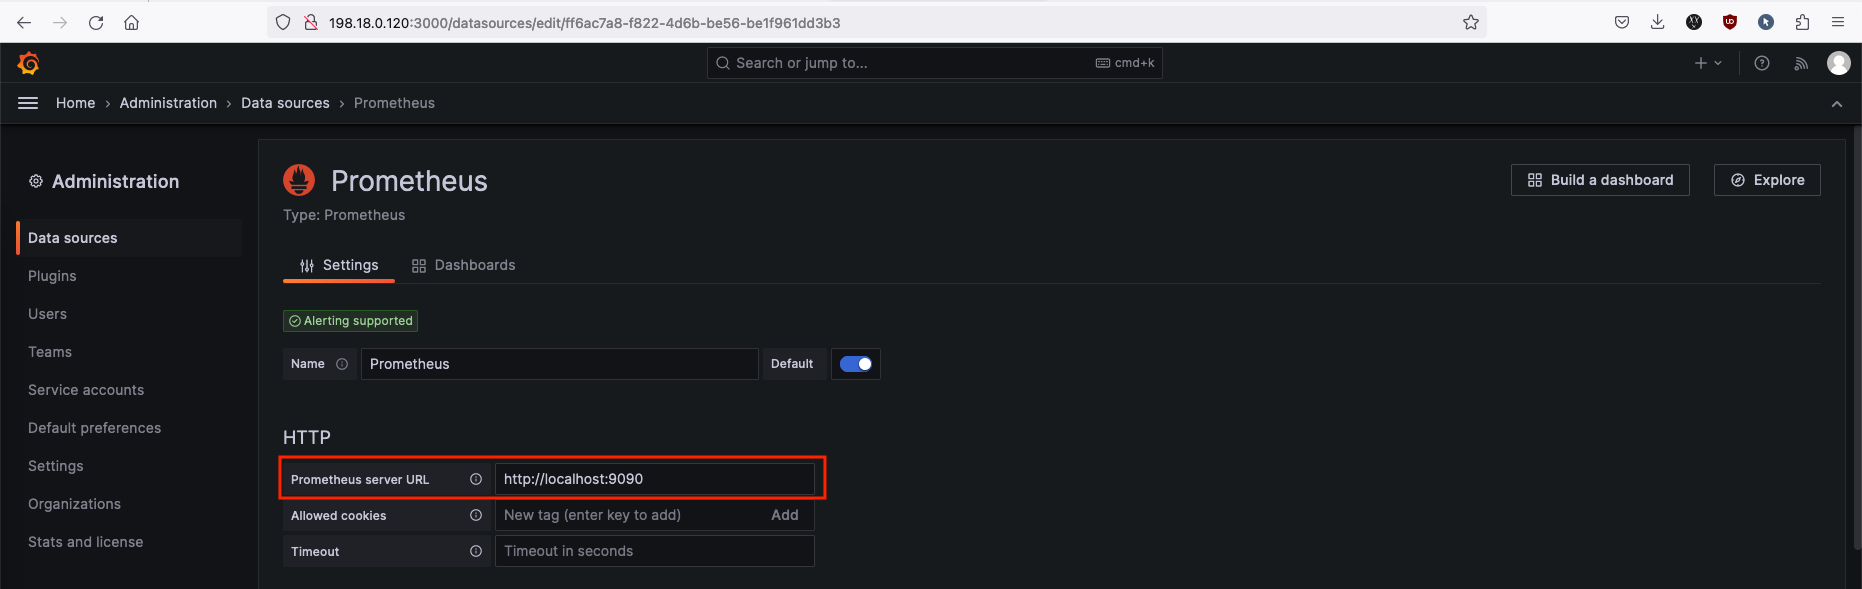 198.18.0.120:3000/datasources/edit/ff6ac7a8-f822-4d6b-be56-be1f961dd3b3
Search or jump to... cmd+k
Home › Administration › Data sources › Prometheus
Administration
Data sources
Plugins
Users
Teams
Service accounts
Default preferences
Settings
Organizations
Stats and license
Prometheus
Type: Prometheus
Build a dashboard
Explore
Settings Dashboards
Alerting supported
Name Prometheus Default
HTTP
Prometheus server URL http://localhost:9090
Allowed cookies New tag (enter key to add) Add
Timeout Timeout in seconds